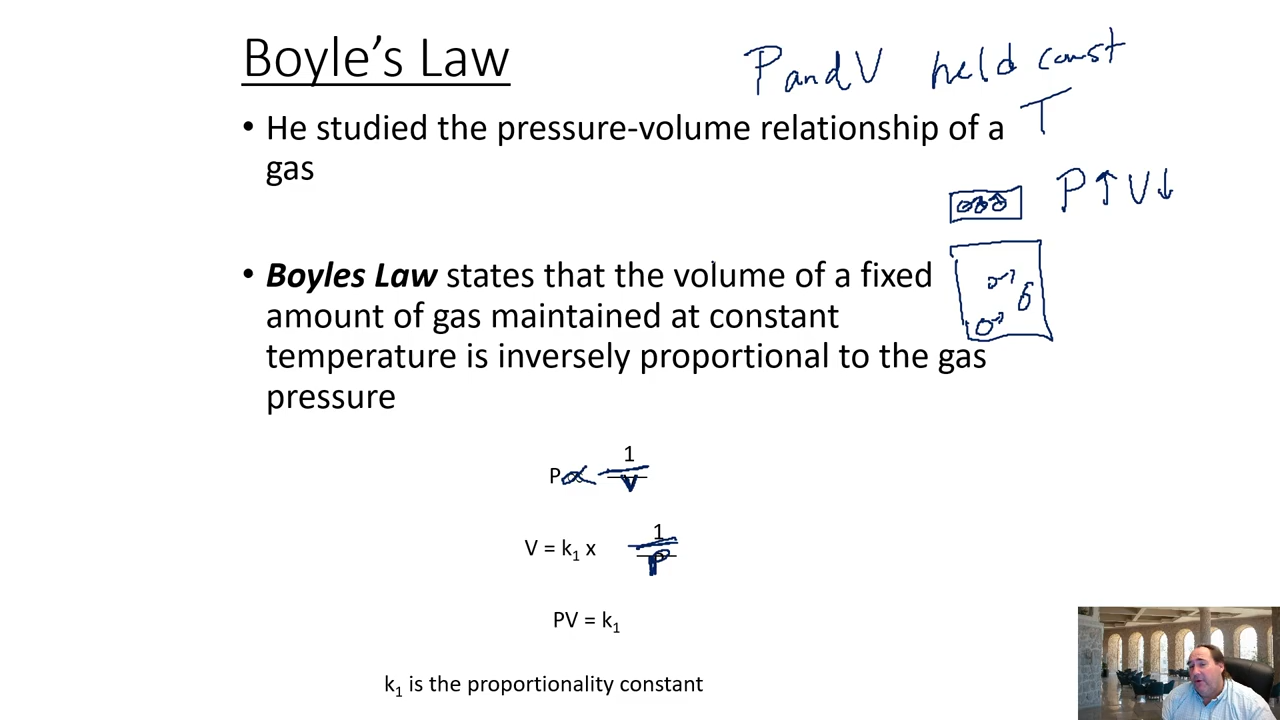 Boyle's Law
P and V held const
T
• He studied the pressure-volume relationship of a
gas
P↑ V↓
• Boyles Law states that the volume of a fixed
amount of gas maintained at constant
temperature is inversely proportional to the gas
pressure
P ∝ 1/V
V = k₁ x 1/P
PV = k₁
k₁ is the proportionality constant